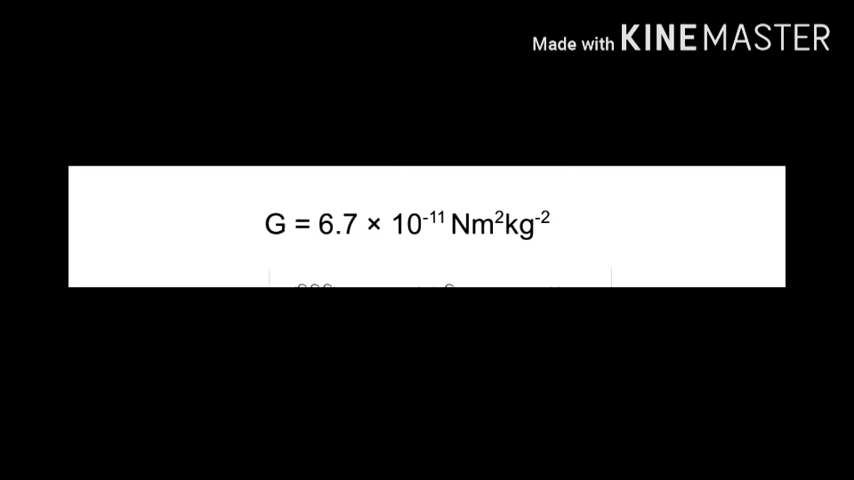 Made with KINEMASTER
G = 6.7 × 10⁻¹¹ Nm²kg⁻²